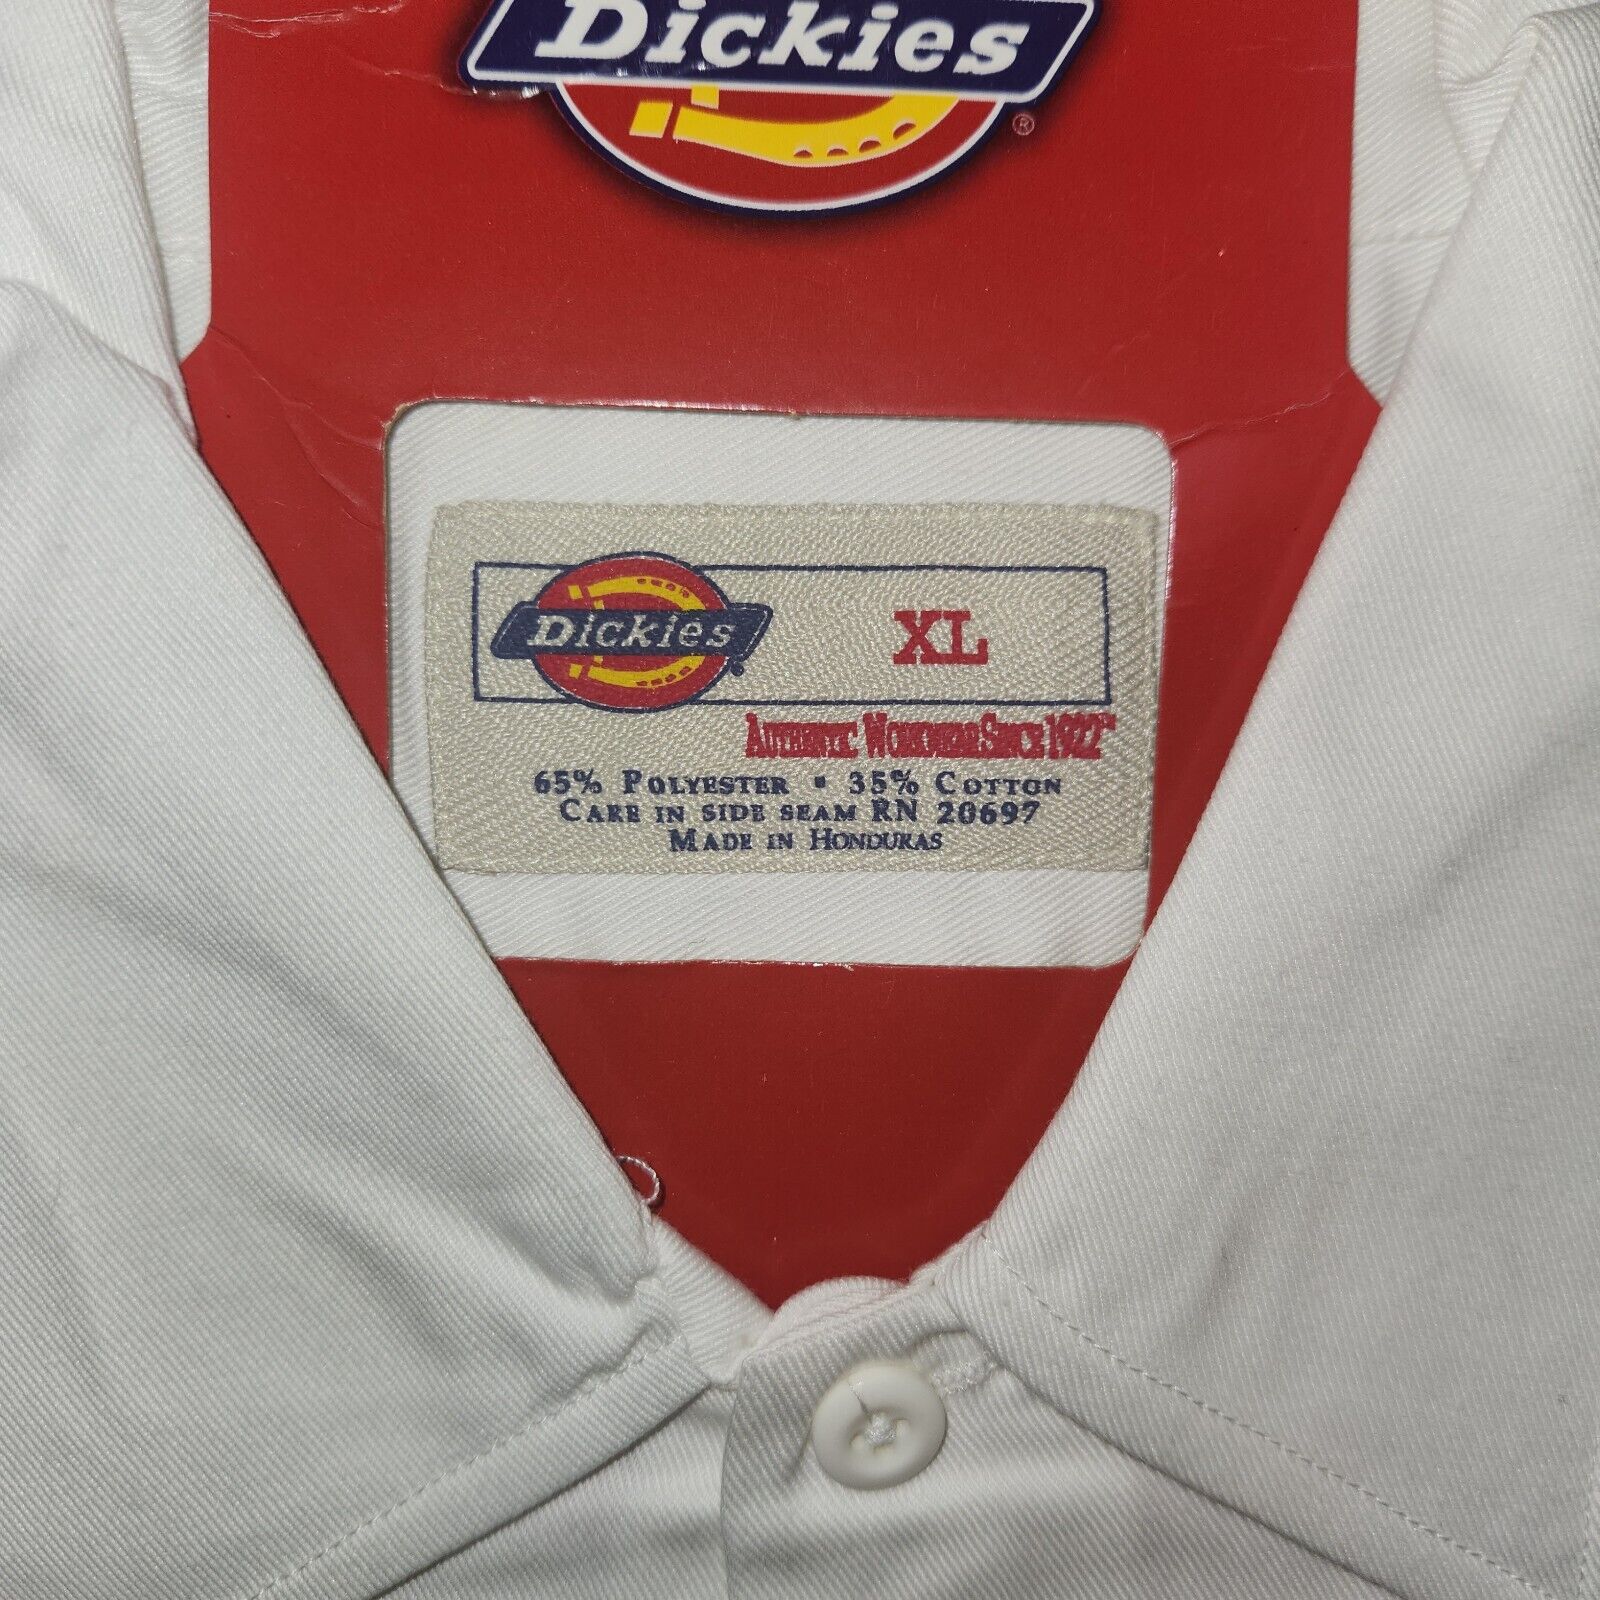 Dickies
®
Dickies
XL
Authentic Workwear Since 1922™
65% Polyester ▪ 35% Cotton
Care in side seam RN 20697
Made in Honduras